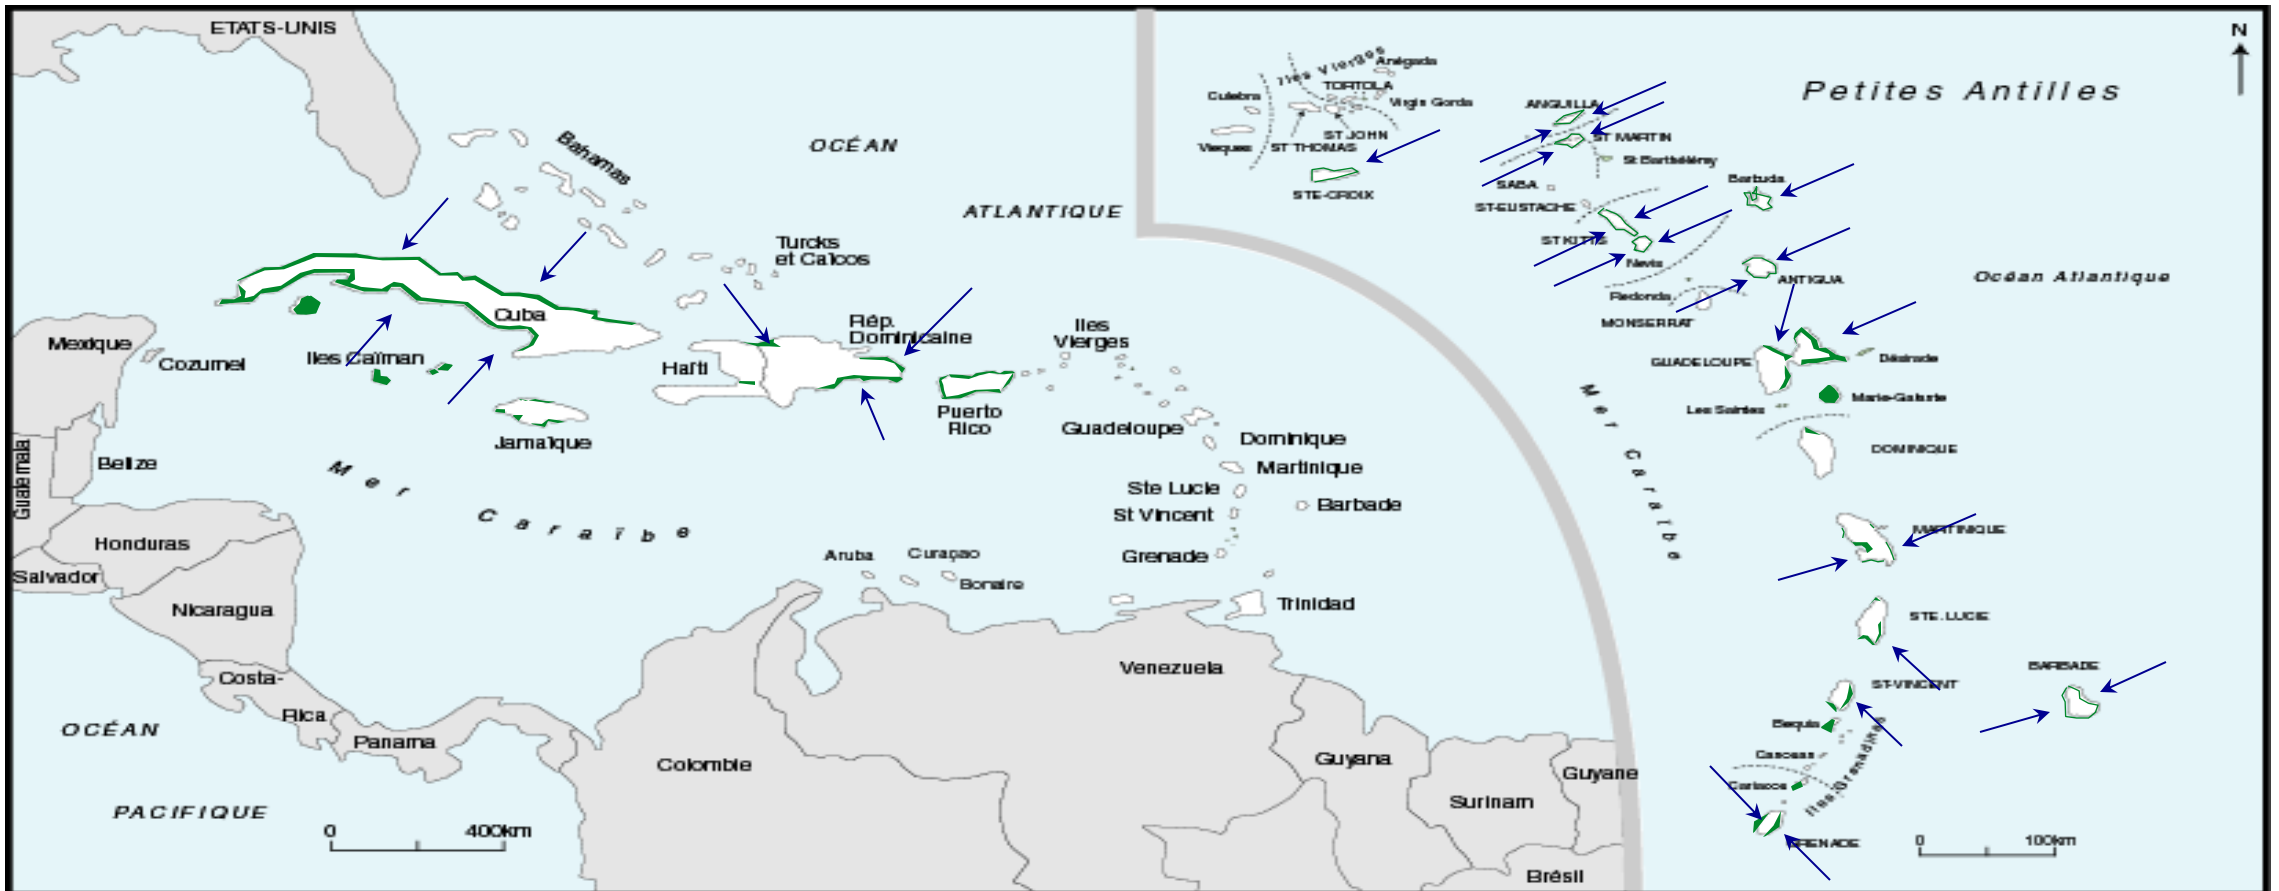 ETATS-UNIS
OCÉAN
ATLANTIQUE
Bahamas
Turcks
et Caïcos
Cuba
Mexique
Cozumel
Iles Caïman
Haïti
Rép.
Dominicaine
Iles
Vierges
Puerto
Rico
Jamaïque
Guadeloupe
Dominique
Martinique
Ste Lucie
St Vincent
Barbade
Grenade
Trinidad
Aruba
Curaçao
Bonaire
Guatemala
Belize
Honduras
Salvador
Nicaragua
Costa-
Rica
Panama
Mer Caraïbe
OCÉAN
PACIFIQUE
0 400km
Colombie
Venezuela
Guyana
Surinam
Guyane
Brésil
N
Petites Antilles
Océan Atlantique
Mer Caraïbe
Iles Vierges
Anégada
TORTOLA
Virgin Gorda
Culebra
Vieques
ST JOHN
ST THOMAS
STE-CROIX
ANGUILLA
ST MARTIN
St Barthélémy
SABA
ST-EUSTACHE
ST KITTS
Nevis
Barbuda
ANTIGUA
Redonda
MONSERRAT
GUADELOUPE
Désirade
Marie-Galante
Les Saintes
DOMINIQUE
MARTINIQUE
STE. LUCIE
ST-VINCENT
BARBADE
Bequia
Canouan
Cariacou
Iles Grenadines
GRENADE
0 100km